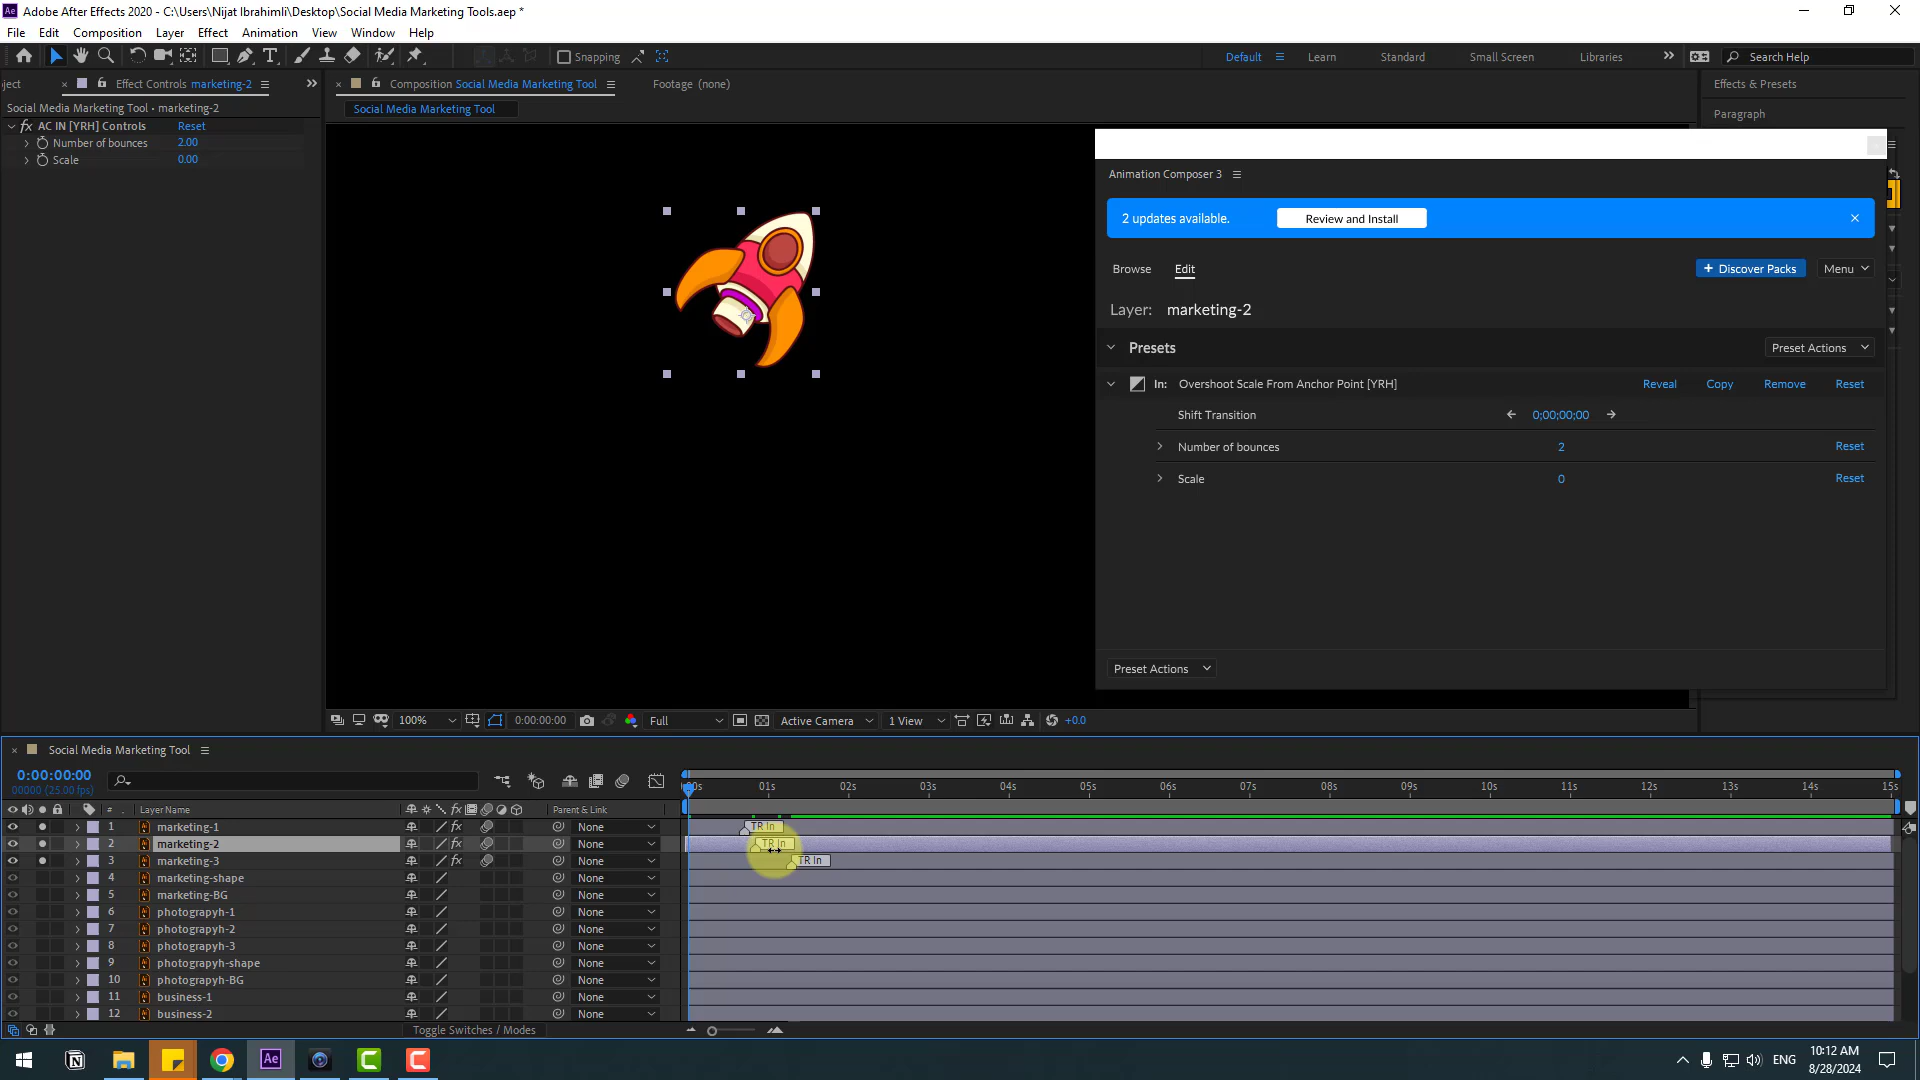 Ae Adobe After Effects 2020 - C:\Users\Nijat Ibrahimli\Desktop\Social Media Marketing Tools.aep *
File Edit Composition Layer Effect Animation View Window Help
Snapping Default Learn Standard Small Screen Libraries Search Help
ject Effect Controls marketing-2 Composition Social Media Marketing Tool Footage (none) Effects & Presets
Social Media Marketing Tool • marketing-2 Social Media Marketing Tool Paragraph
fx AC IN [YRH] Controls Reset
Number of bounces 2.00
Scale 0.00
Animation Composer 3
2 updates available. Review and Install
Browse Edit + Discover Packs Menu
Layer: marketing-2
Presets Preset Actions
In: Overshoot Scale From Anchor Point [YRH] Reveal Copy Remove Reset
Shift Transition 0;00;00;00
Number of bounces 2 Reset
Scale 0 Reset
Preset Actions
100% 0:00:00:00 Full Active Camera 1 View +0.0
Social Media Marketing Tool
0:00:00:00
00000 (25.00 fps)
00s 01s 02s 03s 04s 05s 06s 07s 08s 09s 10s 11s 12s 13s 14s 15s
# Layer Name fx Parent & Link
1 marketing-1 fx None TR In
2 marketing-2 fx None TR In
3 marketing-3 fx None TR In
4 marketing-shape None
5 marketing-BG None
6 photograpyh-1 None
7 photograpyh-2 None
8 photograpyh-3 None
9 photograpyh-shape None
10 photograpyh-BG None
11 business-1 None
12 business-2 None
Toggle Switches / Modes
Ae ENG 10:12 AM
8/28/2024